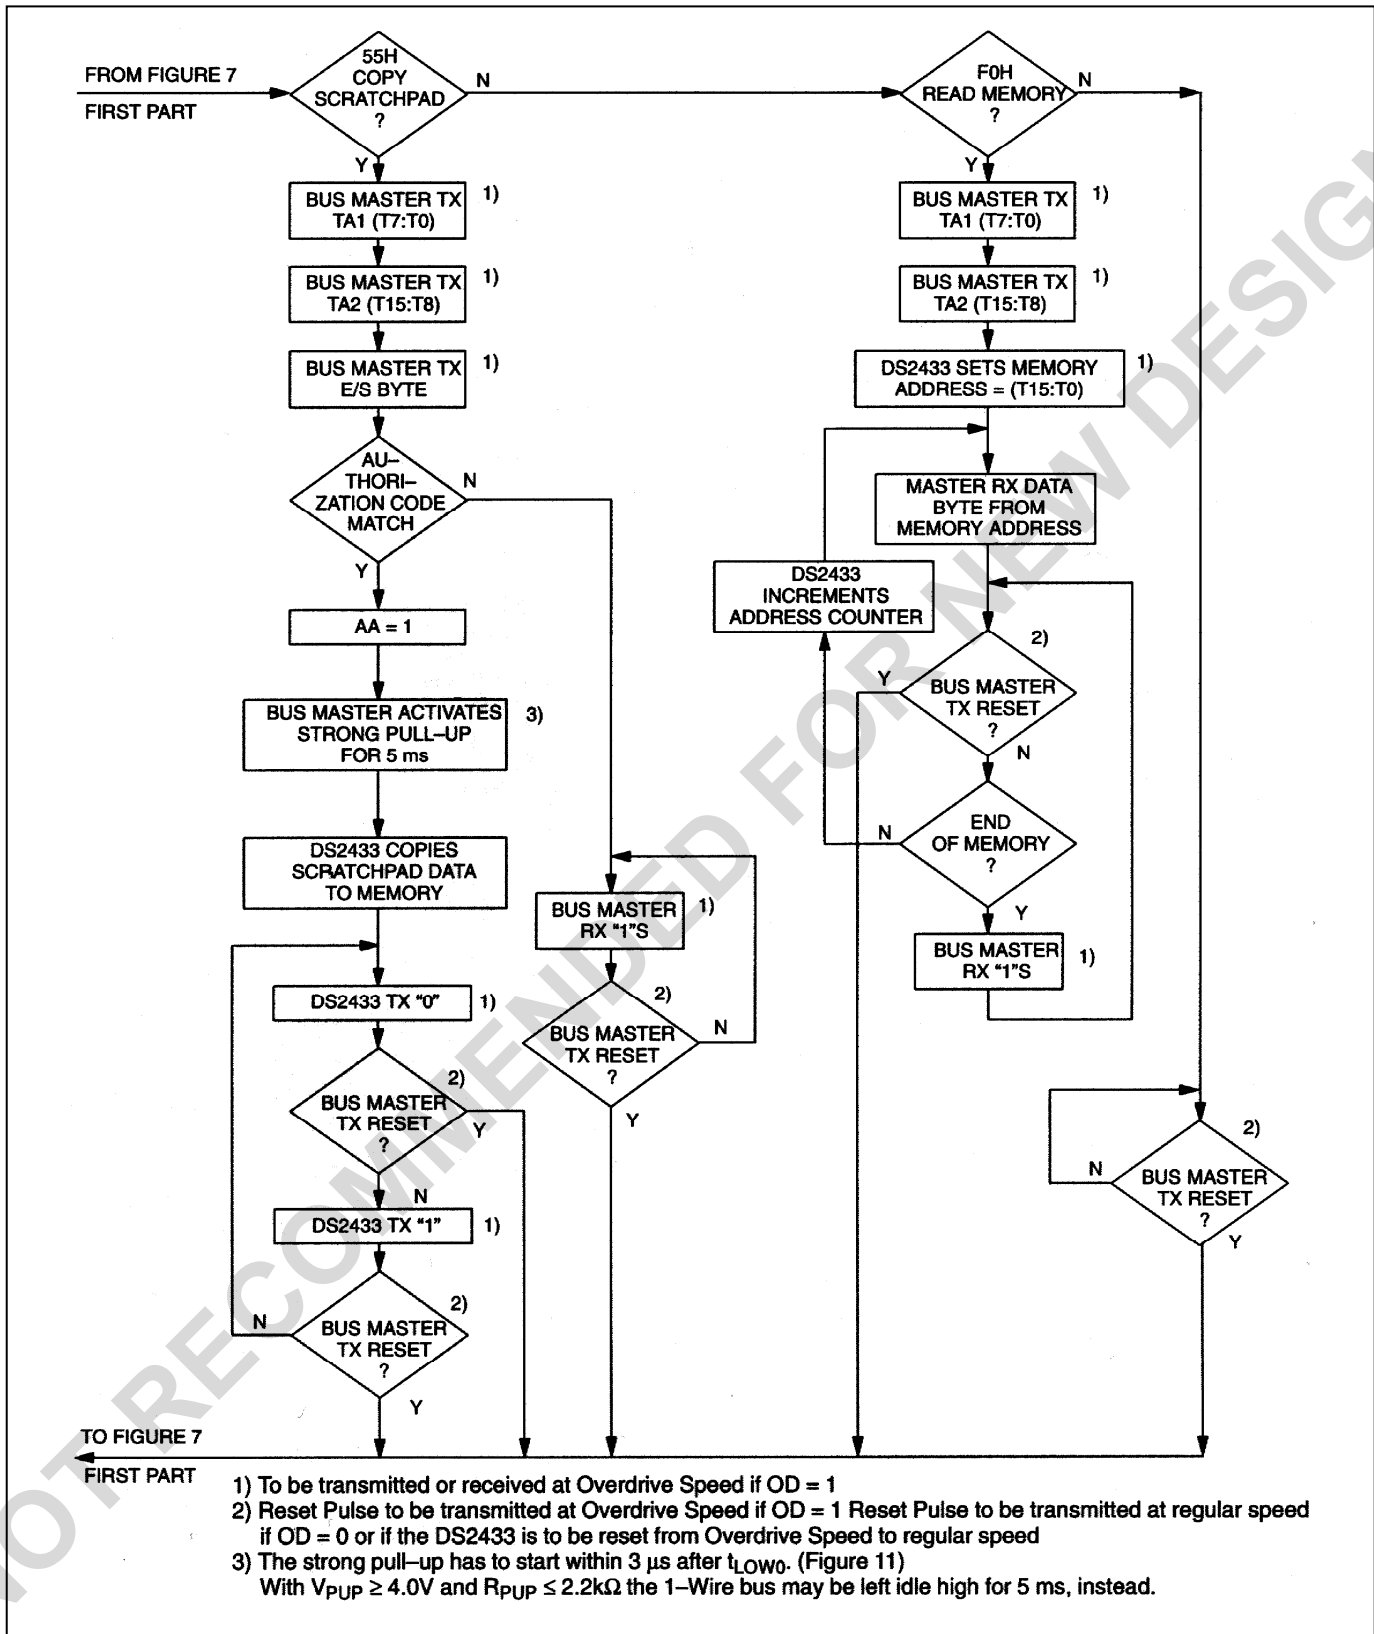 FROM FIGURE 7
FIRST PART
55H
COPY
SCRATCHPAD
?
N
Y
BUS MASTER TX
TA1 (T7:T0)
1)
BUS MASTER TX
TA2 (T15:T8)
1)
BUS MASTER TX
E/S BYTE
1)
AU–
THORI–
ZATION CODE
MATCH
N
Y
AA = 1
BUS MASTER ACTIVATES
STRONG PULL–UP
FOR 5 ms
3)
DS2433 COPIES
SCRATCHPAD DATA
TO MEMORY
DS2433 TX “0”
1)
2)
BUS MASTER
TX RESET
?
Y
N
DS2433 TX “1”
1)
2)
BUS MASTER
TX RESET
?
N
Y
BUS MASTER
RX “1”S
1)
2)
BUS MASTER
TX RESET
?
N
Y
F0H
READ MEMORY
?
N
Y
BUS MASTER TX
TA1 (T7:T0)
1)
BUS MASTER TX
TA2 (T15:T8)
1)
DS2433 SETS MEMORY
ADDRESS = (T15:T0)
1)
MASTER RX DATA
BYTE FROM
MEMORY ADDRESS
DS2433
INCREMENTS
ADDRESS COUNTER
2)
BUS MASTER
TX RESET
?
Y
N
END
OF MEMORY
?
N
Y
BUS MASTER
RX “1”S
1)
2)
BUS MASTER
TX RESET
?
N
Y
TO FIGURE 7
FIRST PART
1) To be transmitted or received at Overdrive Speed if OD = 1
2) Reset Pulse to be transmitted at Overdrive Speed if OD = 1 Reset Pulse to be transmitted at regular speed
if OD = 0 or if the DS2433 is to be reset from Overdrive Speed to regular speed
3) The strong pull–up has to start within 3 µs after tLOW0. (Figure 11)
With VPUP ≥ 4.0V and RPUP ≤ 2.2kΩ the 1–Wire bus may be left idle high for 5 ms, instead.
NOT RECOMMENDED FOR NEW DESIGN